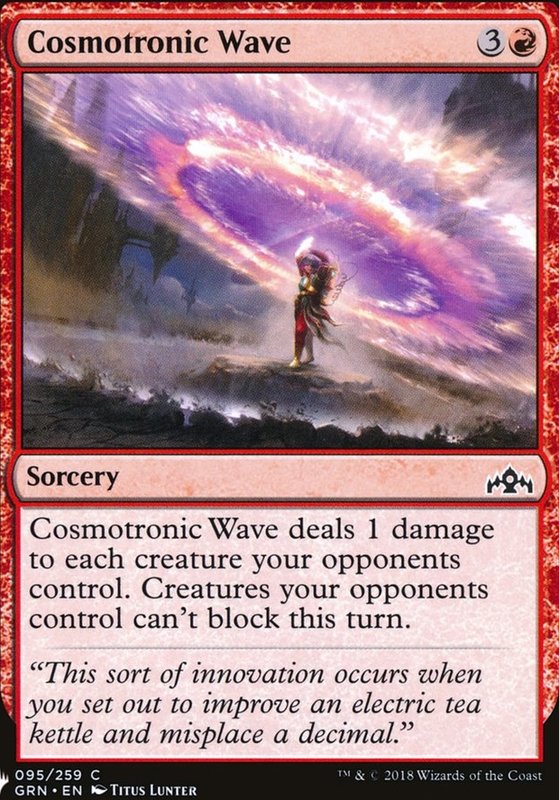 Cosmotronic Wave 3
Sorcery
Cosmotronic Wave deals 1 damage
to each creature your opponents
control. Creatures your opponents
control can't block this turn.
“This sort of innovation occurs when
you set out to improve an electric tea
kettle and misplace a decimal.”
095/259 C
GRN • EN Titus Lunter
™ & © 2018 Wizards of the Coast